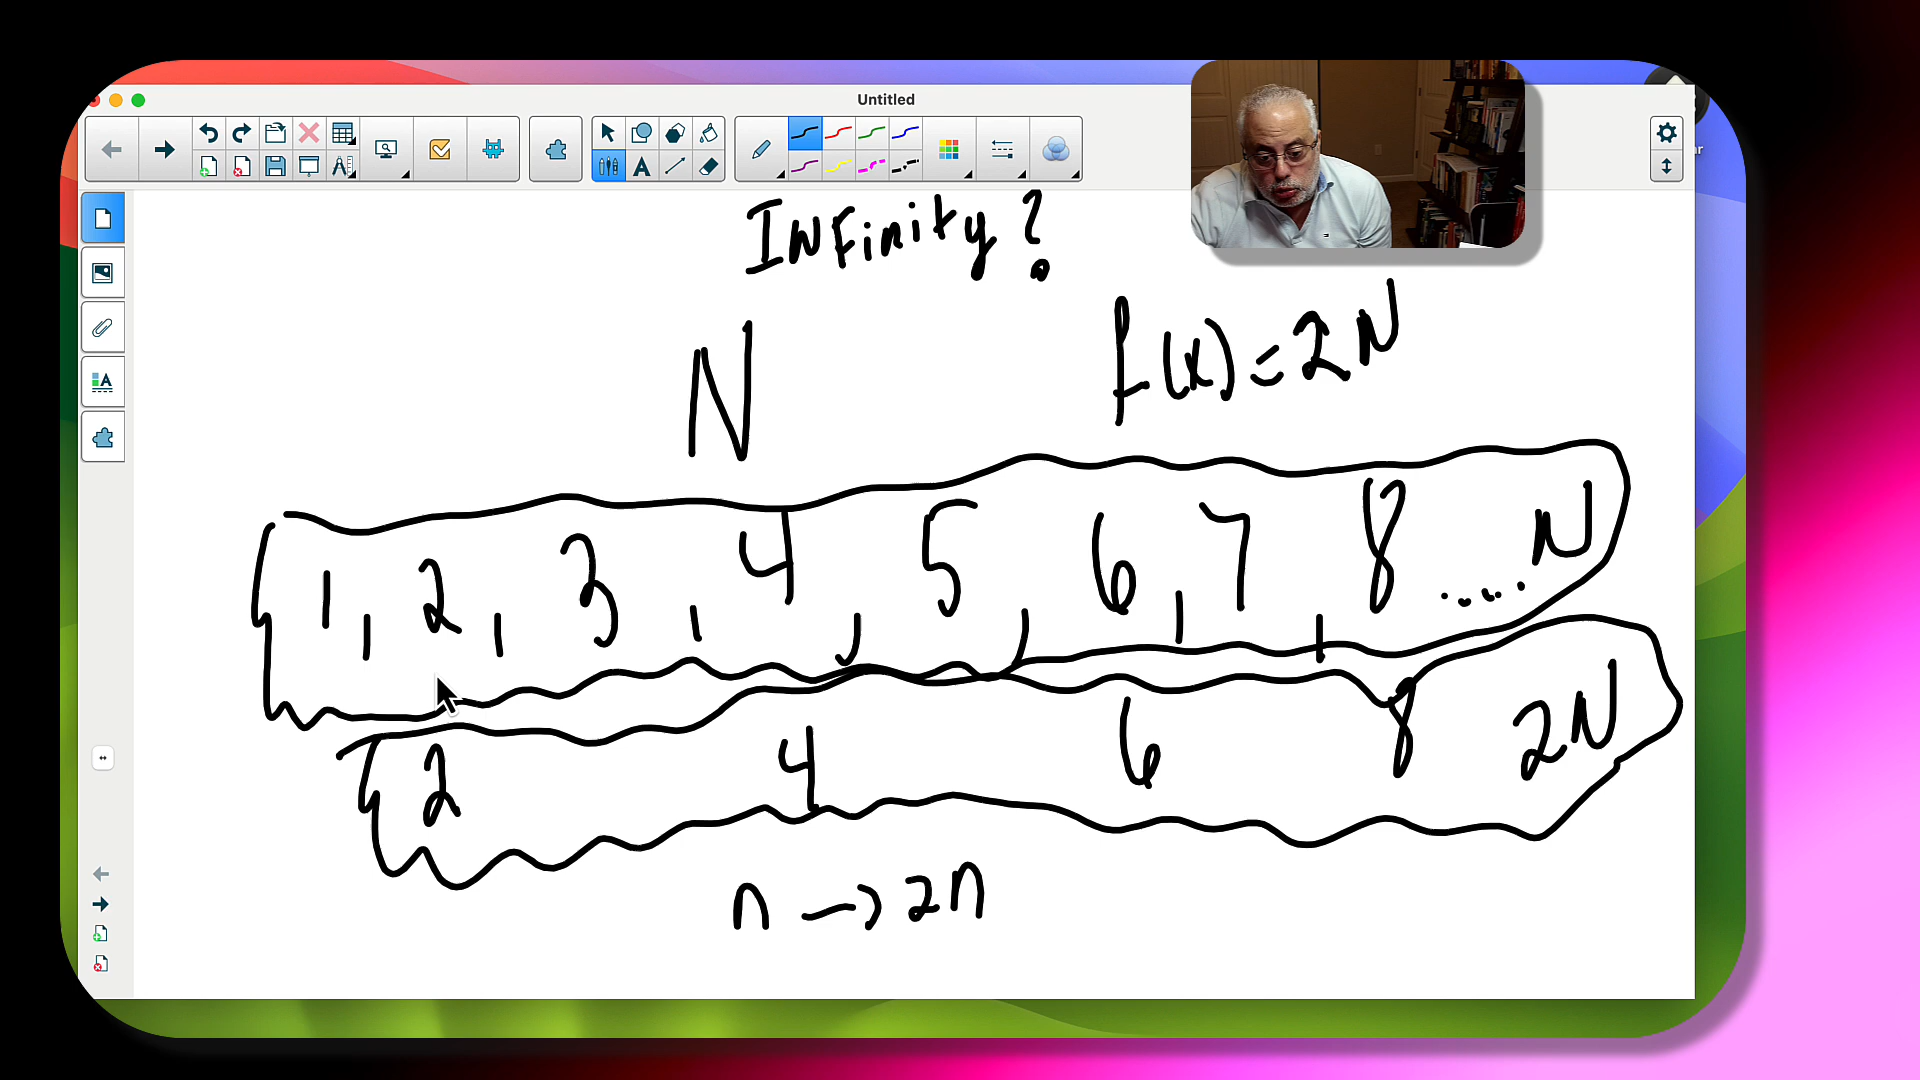 Untitled
INFinity?
f(x)=2N
N
1, 2, 3, 4, 5, 6, 7, 8 ....N
2 4 6 8 2N
n → 2n